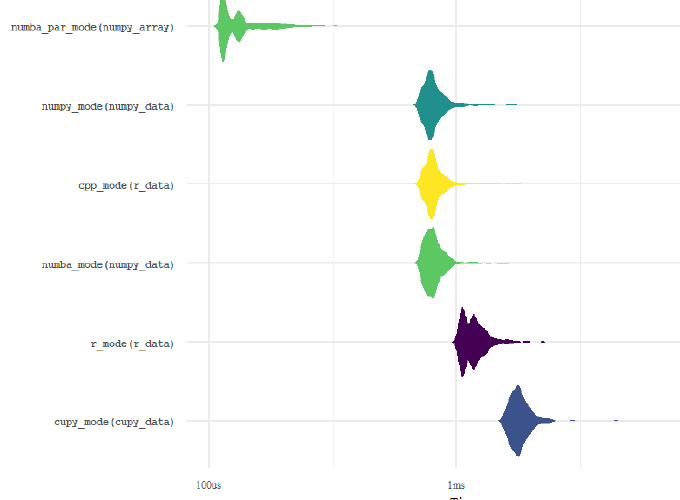 numba_par_mode(numpy_array)
numpy_mode(numpy_data)
cpp_mode(r_data)
numba_mode(numpy_data)
r_mode(r_data)
cupy_mode(cupy_data)
100us 1ms